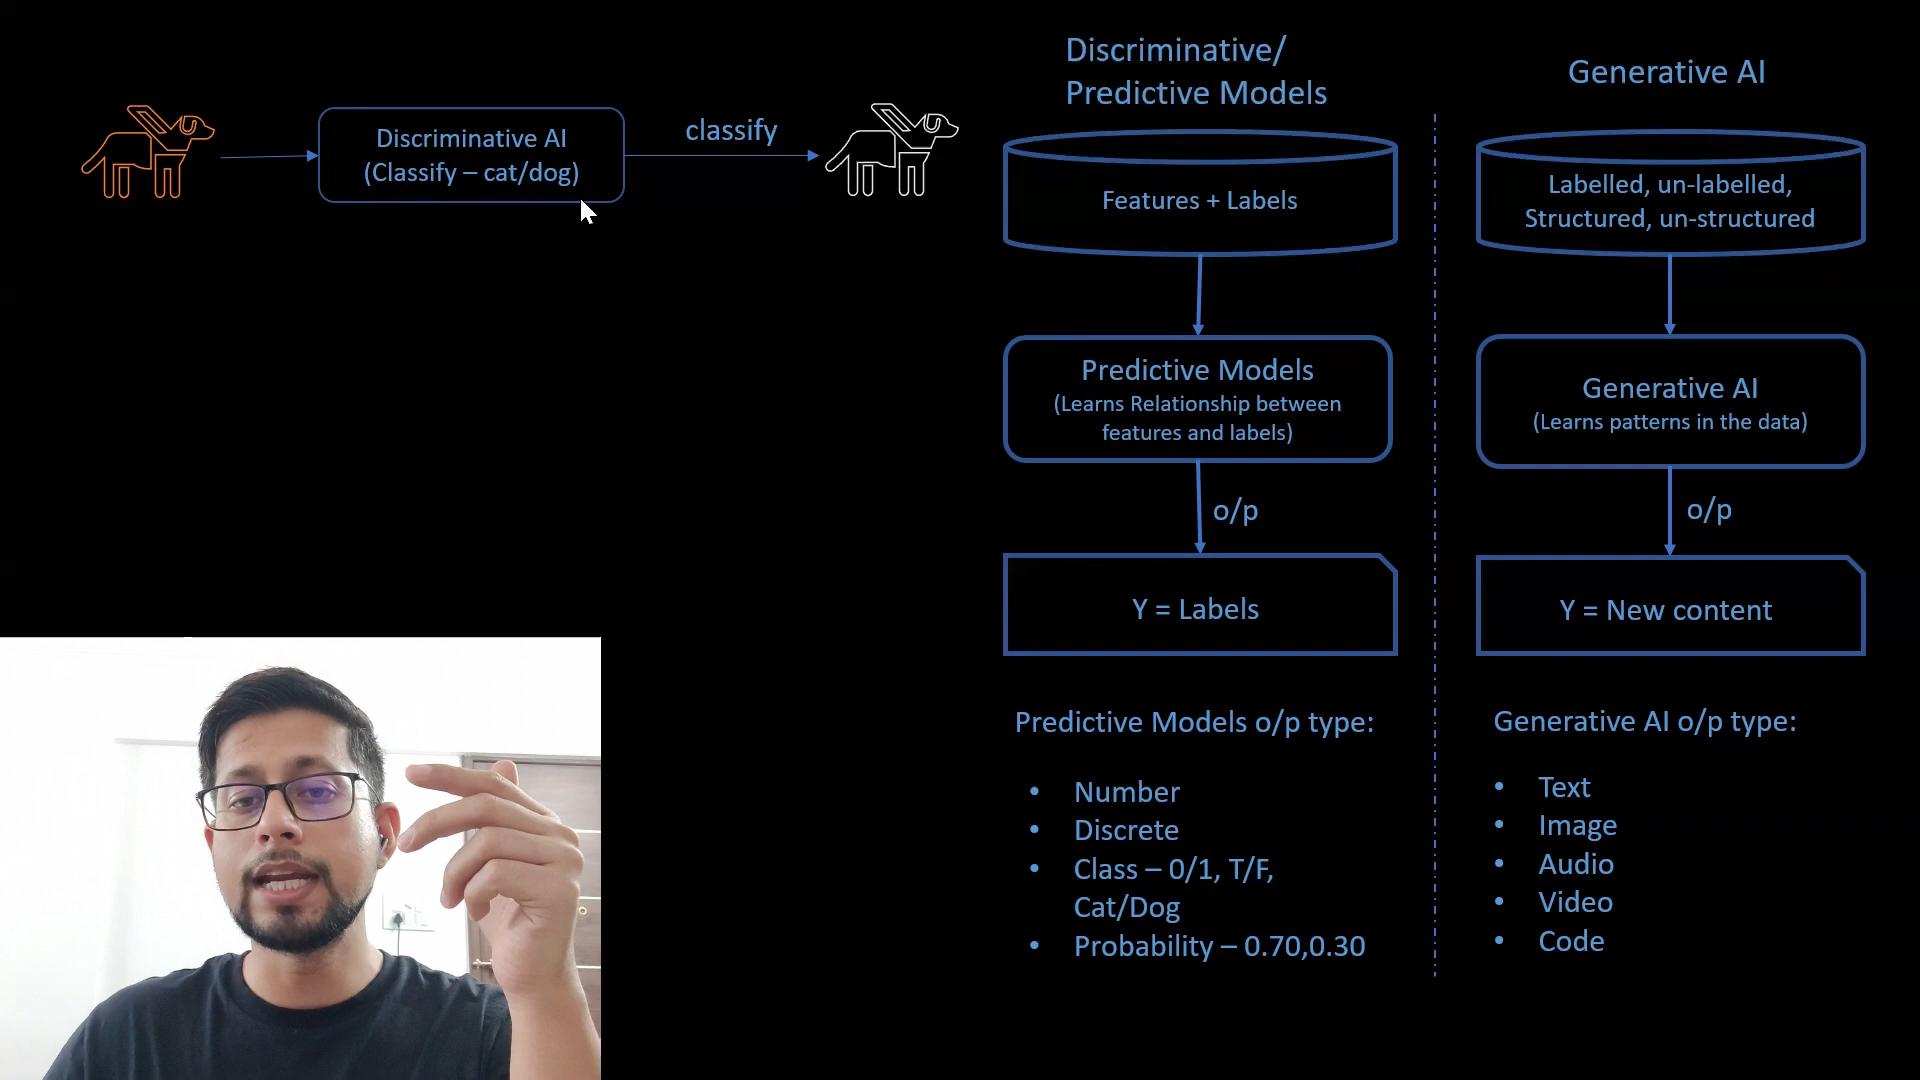 Discriminative AI
(Classify – cat/dog)
classify
Discriminative/
Predictive Models
Features + Labels
Predictive Models
(Learns Relationship between
features and labels)
o/p
Y = Labels
Predictive Models o/p type:
• Number
• Discrete
• Class – 0/1, T/F,
Cat/Dog
• Probability – 0.70,0.30
Generative AI
Labelled, un-labelled,
Structured, un-structured
Generative AI
(Learns patterns in the data)
o/p
Y = New content
Generative AI o/p type:
• Text
• Image
• Audio
• Video
• Code